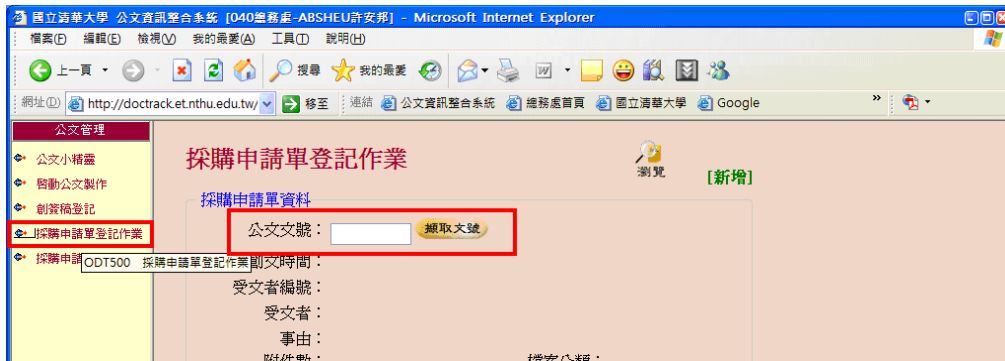 國立清華大學 公文資訊整合系統 [040總務處-ABSHEU許安邦] - Microsoft Internet Explorer
檔案(F) 編輯(E) 檢視(V) 我的最愛(A) 工具(T) 說明(H)
上一頁 搜尋 我的最愛
網址(D) http://doctrack.et.nthu.edu.tw/ 移至 連結 公文資訊整合系統 總務處首頁 國立清華大學 Google »
公文管理
公文小精靈
啟動公文製作
創簽稿登記
採購申請單登記作業
採購申請
ODT500 採購申請單登記作業
採購申請單登記作業
瀏覽
[新增]
採購申請單資料
公文文號：
擷取文號
創文時間：
受文者編號：
受文者：
事由：
附件數： 檔案分類：